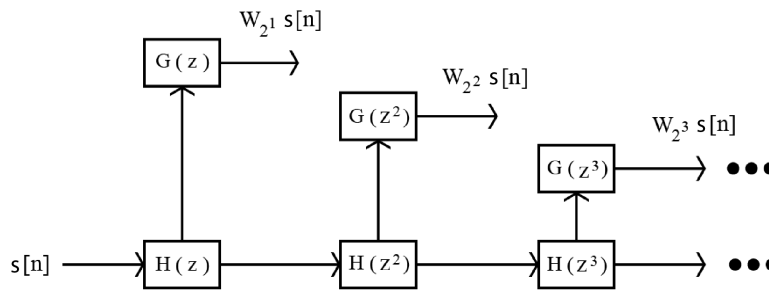 W₂¹ s[n]
G(z)
W₂² s[n]
G(z²)
W₂³ s[n]
G(z³)
s[n]
H(z)
H(z²)
H(z³)